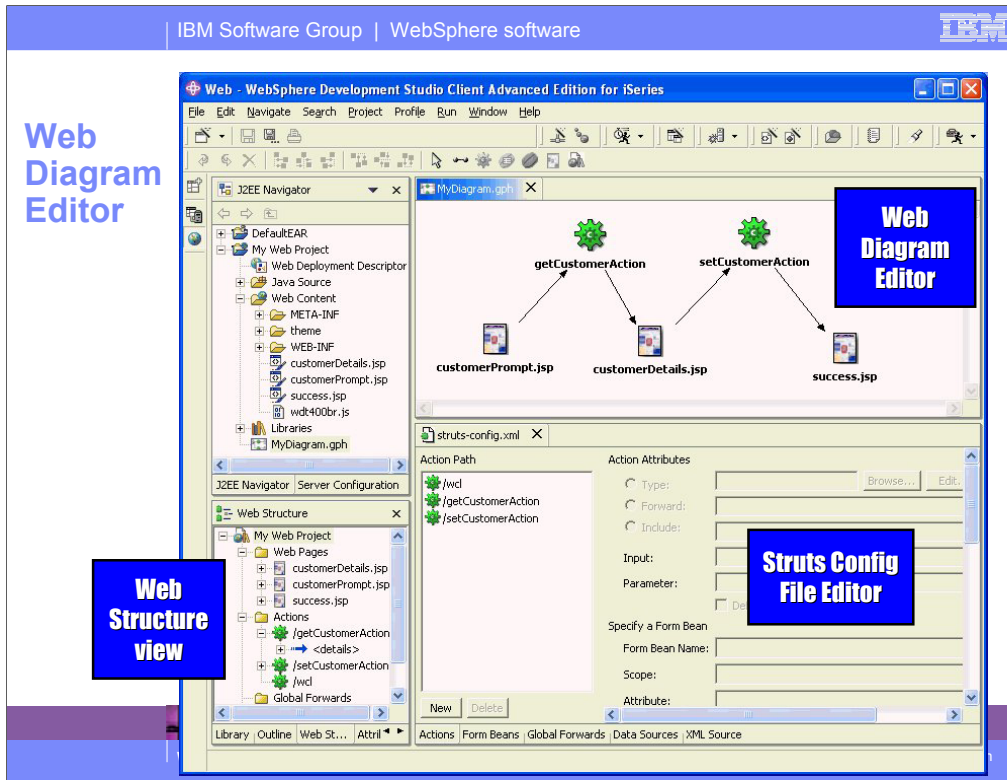 IBM Software Group | WebSphere software
IBM
Web
Diagram
Editor
Web - WebSphere Development Studio Client Advanced Edition for iSeries
File Edit Navigate Search Project Profile Run Window Help
J2EE Navigator
DefaultEAR
My Web Project
Web Deployment Descriptor
Java Source
Web Content
META-INF
theme
WEB-INF
customerDetails.jsp
customerPrompt.jsp
success.jsp
wdt400br.js
Libraries
MyDiagram.gph
J2EE Navigator Server Configuration
MyDiagram.gph
getCustomerAction
setCustomerAction
customerPrompt.jsp
customerDetails.jsp
success.jsp
Web
Diagram
Editor
Web Structure
My Web Project
Web Pages
customerDetails.jsp
customerPrompt.jsp
success.jsp
Actions
/getCustomerAction
<details>
/setCustomerAction
/wcl
Global Forwards
Library Outline Web St... Attril
Web
Structure
view
struts-config.xml
Action Path
/wcl
/getCustomerAction
/setCustomerAction
New Delete
Action Attributes
Type:
Browse... Edit.
Forward:
Include:
Input:
Parameter:
De
Specify a Form Bean
Form Bean Name:
Scope:
Attribute:
Struts Config
File Editor
Actions Form Beans Global Forwards Data Sources XML Source